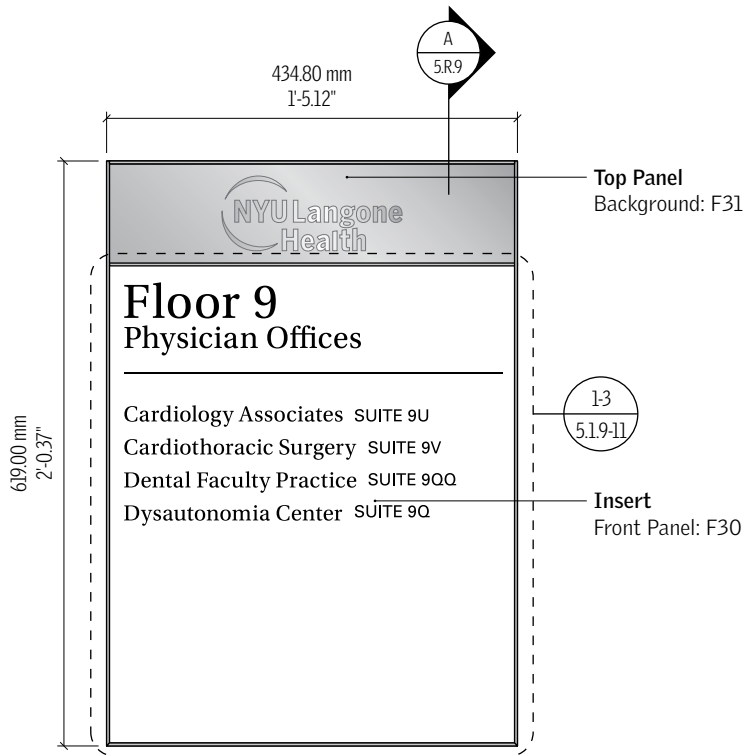 A
5.R.9
434.80 mm
1'-5.12"
Top Panel
Background: F31
NYU Langone
Health
Floor 9
Physician Offices
Cardiology Associates SUITE 9U
Cardiothoracic Surgery SUITE 9V
Dental Faculty Practice SUITE 9QQ
Dysautonomia Center SUITE 9Q
1-3
5.1.9-11
Insert
Front Panel: F30
619.00 mm
2'-0.37"